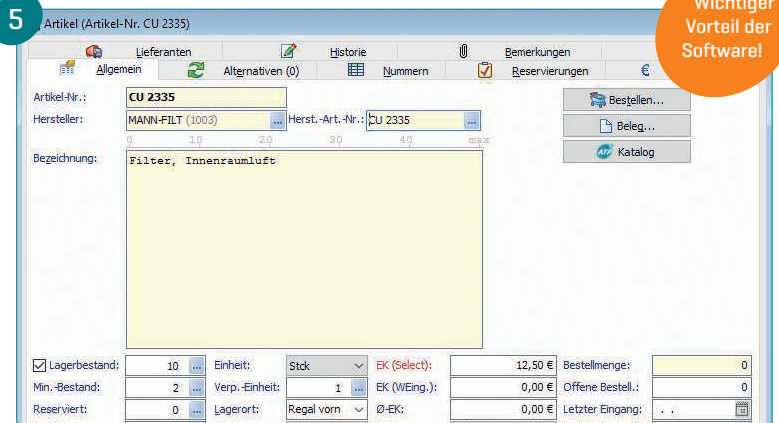 5
Artikel (Artikel-Nr. CU 2335)
Wichtiger
Vorteil der
Software!
Lieferanten Historie Bemerkungen
Allgemein Alternativen (0) Nummern Reservierungen €
Artikel-Nr.: CU 2335 Bestellen...
Hersteller: MANN-FILT (1003) ... Herst.-Art.-Nr.: CU 2335 ... Beleg...
0 10 20 30 40 max
ATP Katalog
Bezeichnung: Filter, Innenraumluft
Lagerbestand: 10 ... Einheit: Stck EK (Select): 12,50 € Bestellmenge: 0
Min.-Bestand: 2 ... Verp.-Einheit: 1 ... EK (WEing.): 0,00 € Offene Bestell.: 0
Reserviert: 0 ... Lagerort: Regal vorn Ø-EK: 0,00 € Letzter Eingang: . .